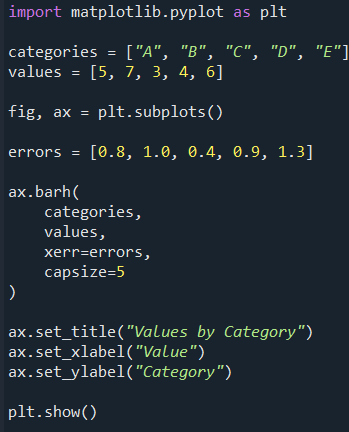 import matplotlib.pyplot as plt

categories = ["A", "B", "C", "D", "E"]
values = [5, 7, 3, 4, 6]

fig, ax = plt.subplots()

errors = [0.8, 1.0, 0.4, 0.9, 1.3]

ax.barh(
    categories,
    values,
    xerr=errors,
    capsize=5
)

ax.set_title("Values by Category")
ax.set_xlabel("Value")
ax.set_ylabel("Category")

plt.show()